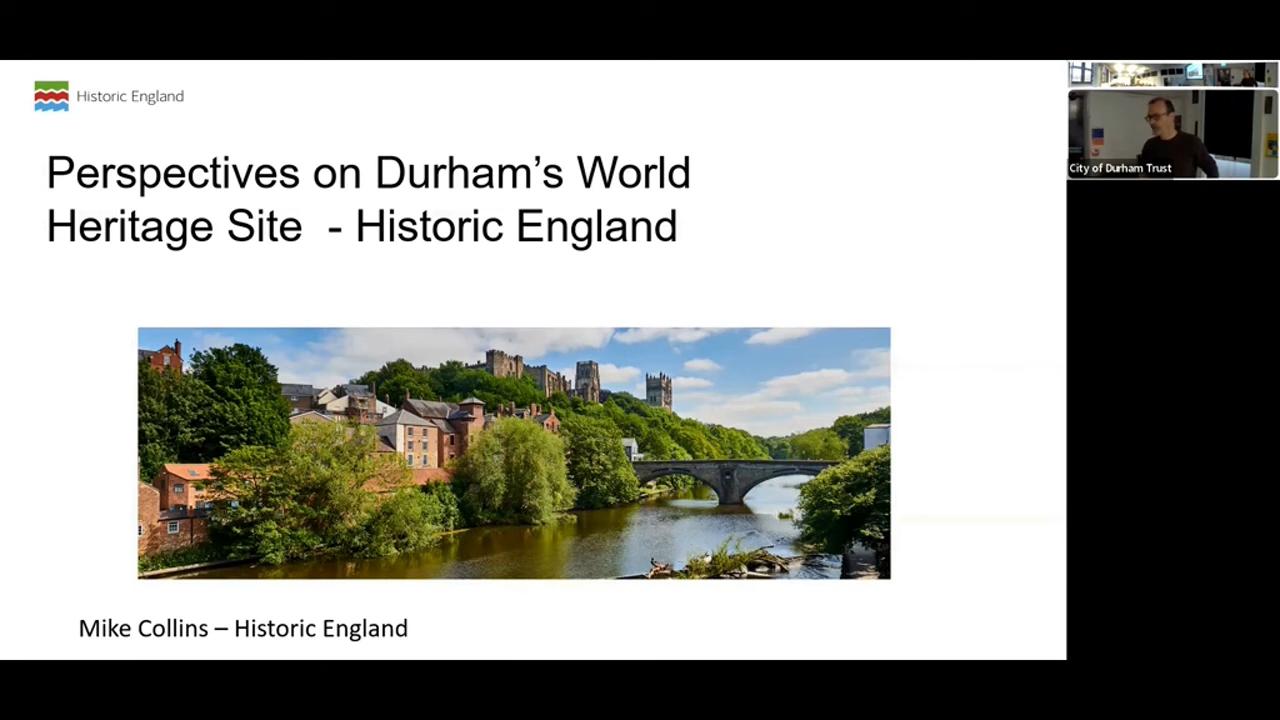 Historic England
Perspectives on Durham's World
Heritage Site - Historic England
Mike Collins – Historic England
City of Durham Trust